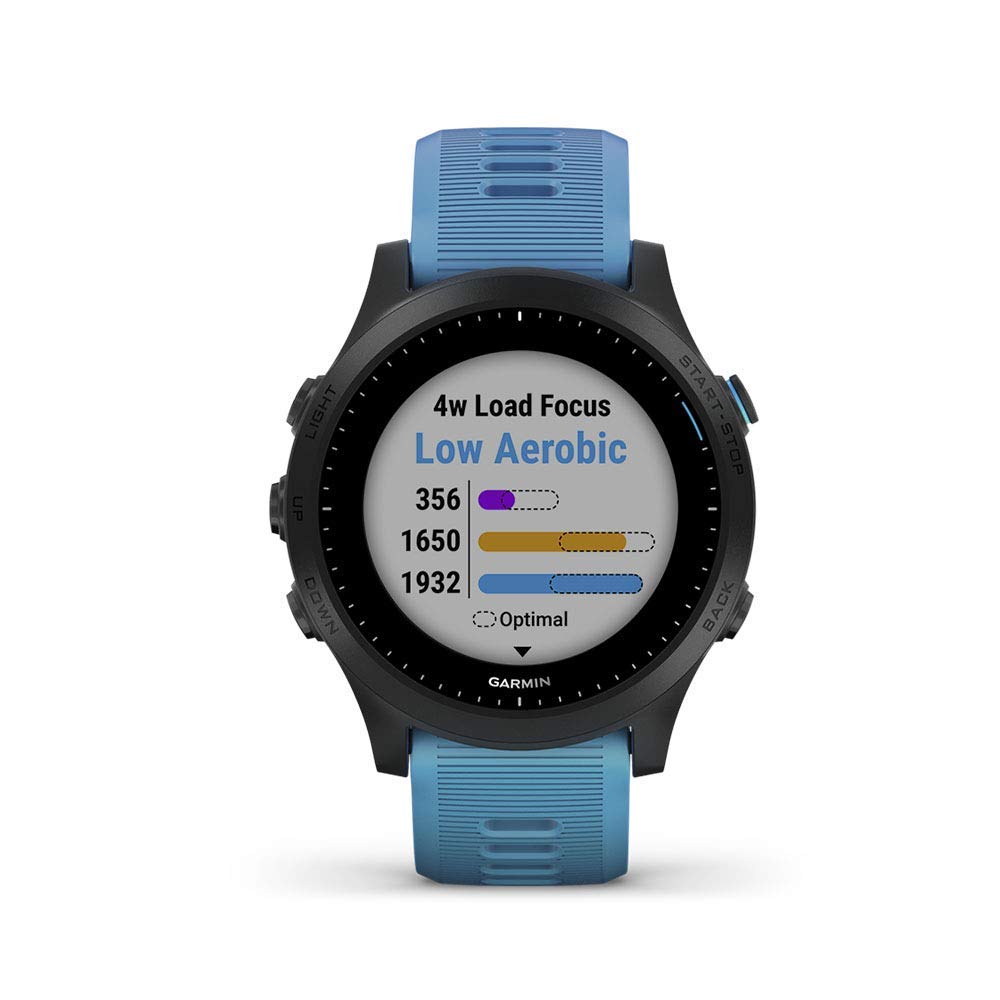 4w Load Focus
Low Aerobic
356
1650
1932
Optimal
GARMIN
LIGHT
UP
DOWN
START·STOP
BACK